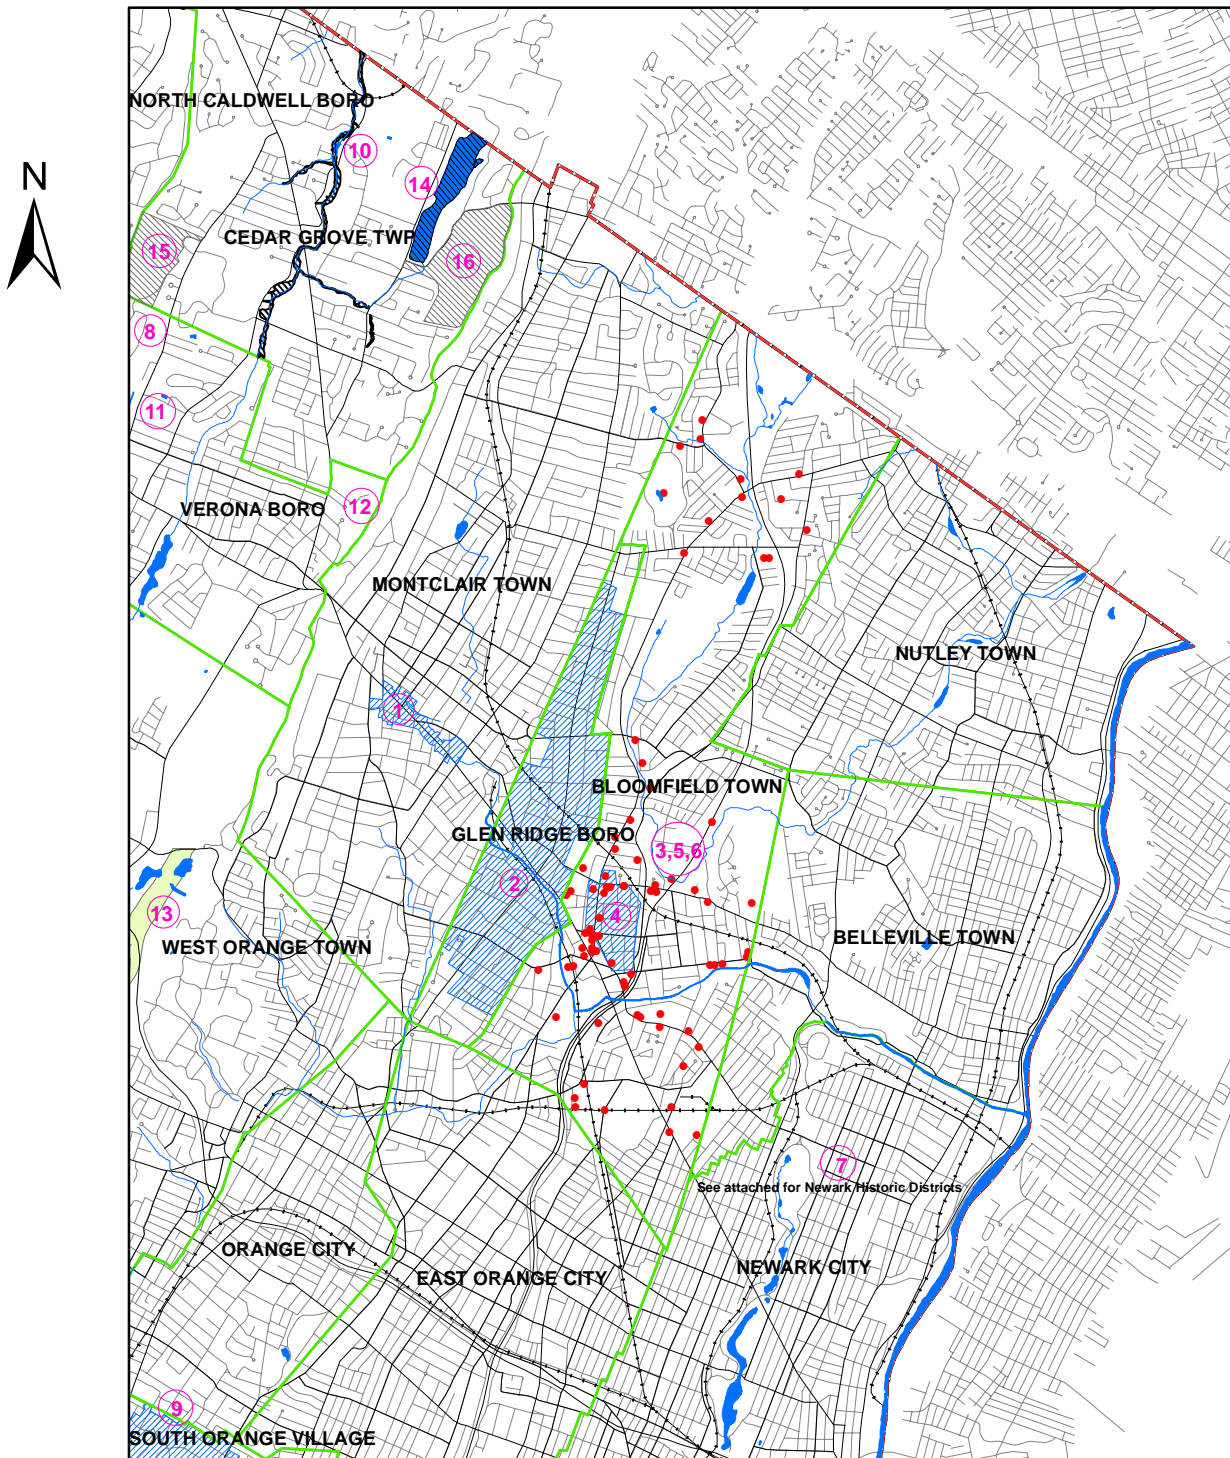 NORTH CALDWELL BORO
10
N
14
CEDAR GROVE TWP
15
16
8
11
12
VERONA BORO
MONTCLAIR TOWN
NUTLEY TOWN
1
BLOOMFIELD TOWN
GLEN RIDGE BORO
3,5,6
2
13
4
WEST ORANGE TOWN
BELLEVILLE TOWN
7
See attached for Newark Historic Districts
ORANGE CITY
NEWARK CITY
EAST ORANGE CITY
9
SOUTH ORANGE VILLAGE